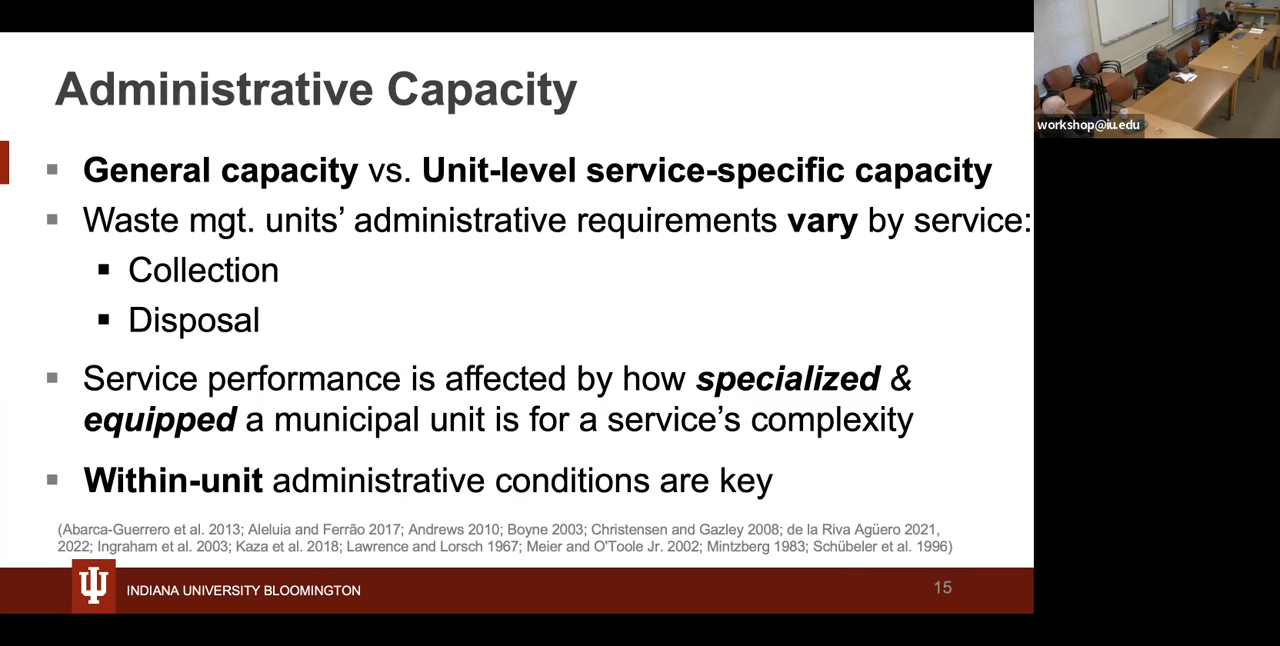 Administrative Capacity
General capacity vs. Unit-level service-specific capacity
Waste mgt. units’ administrative requirements vary by service:
Collection
Disposal
Service performance is affected by how specialized &
equipped a municipal unit is for a service’s complexity
Within-unit administrative conditions are key
(Abarca-Guerrero et al. 2013; Aleluia and Ferrão 2017; Andrews 2010; Boyne 2003; Christensen and Gazley 2008; de la Riva Agüero 2021,
2022; Ingraham et al. 2003; Kaza et al. 2018; Lawrence and Lorsch 1967; Meier and O'Toole Jr. 2002; Mintzberg 1983; Schübeler et al. 1996)
INDIANA UNIVERSITY BLOOMINGTON
15
workshop@iu.edu